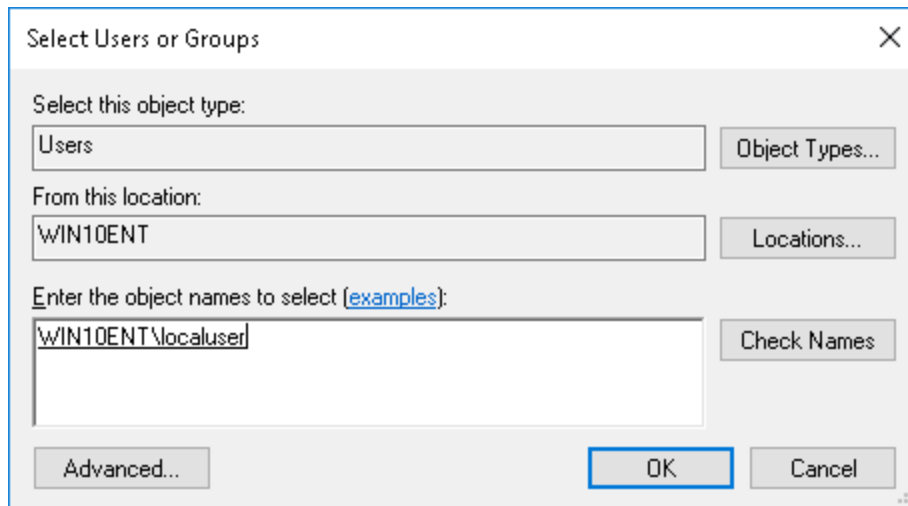 Select Users or Groups
Select this object type:
Users
Object Types...
From this location:
WIN10ENT
Locations...
Enter the object names to select (examples):
WIN10ENT\localuser
Check Names
Advanced...
OK
Cancel